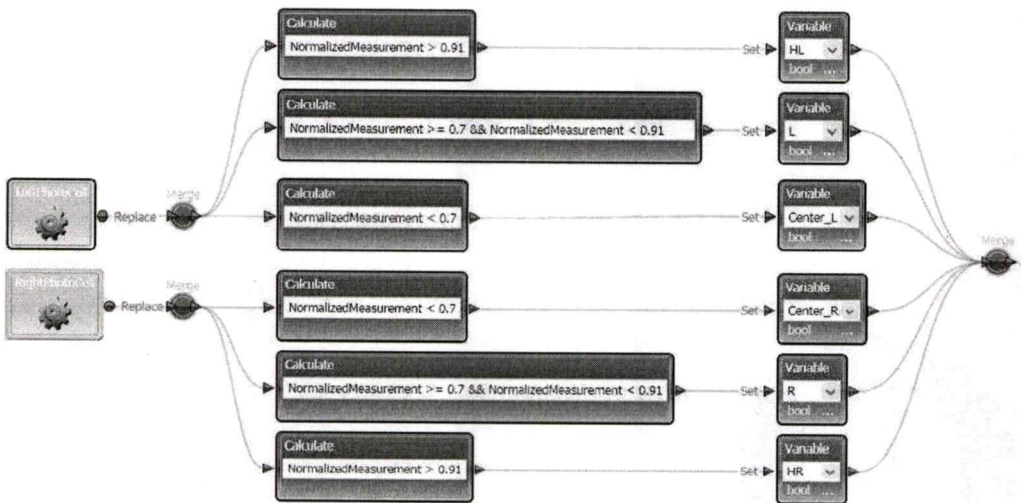 Calculate
NormalizedMeasurement > 0.91
Set
Variable
HL
bool ...
Calculate
NormalizedMeasurement >= 0.7 && NormalizedMeasurement < 0.91
Set
Variable
L
bool ...
LeftPhotoCell
Replace
Merge
Calculate
NormalizedMeasurement < 0.7
Set
Variable
Center_L
bool ...
Merge
RightPhotoCell
Replace
Merge
Calculate
NormalizedMeasurement < 0.7
Set
Variable
Center_R
bool ...
Calculate
NormalizedMeasurement >= 0.7 && NormalizedMeasurement < 0.91
Set
Variable
R
bool ...
Calculate
NormalizedMeasurement > 0.91
Set
Variable
HR
bool ...